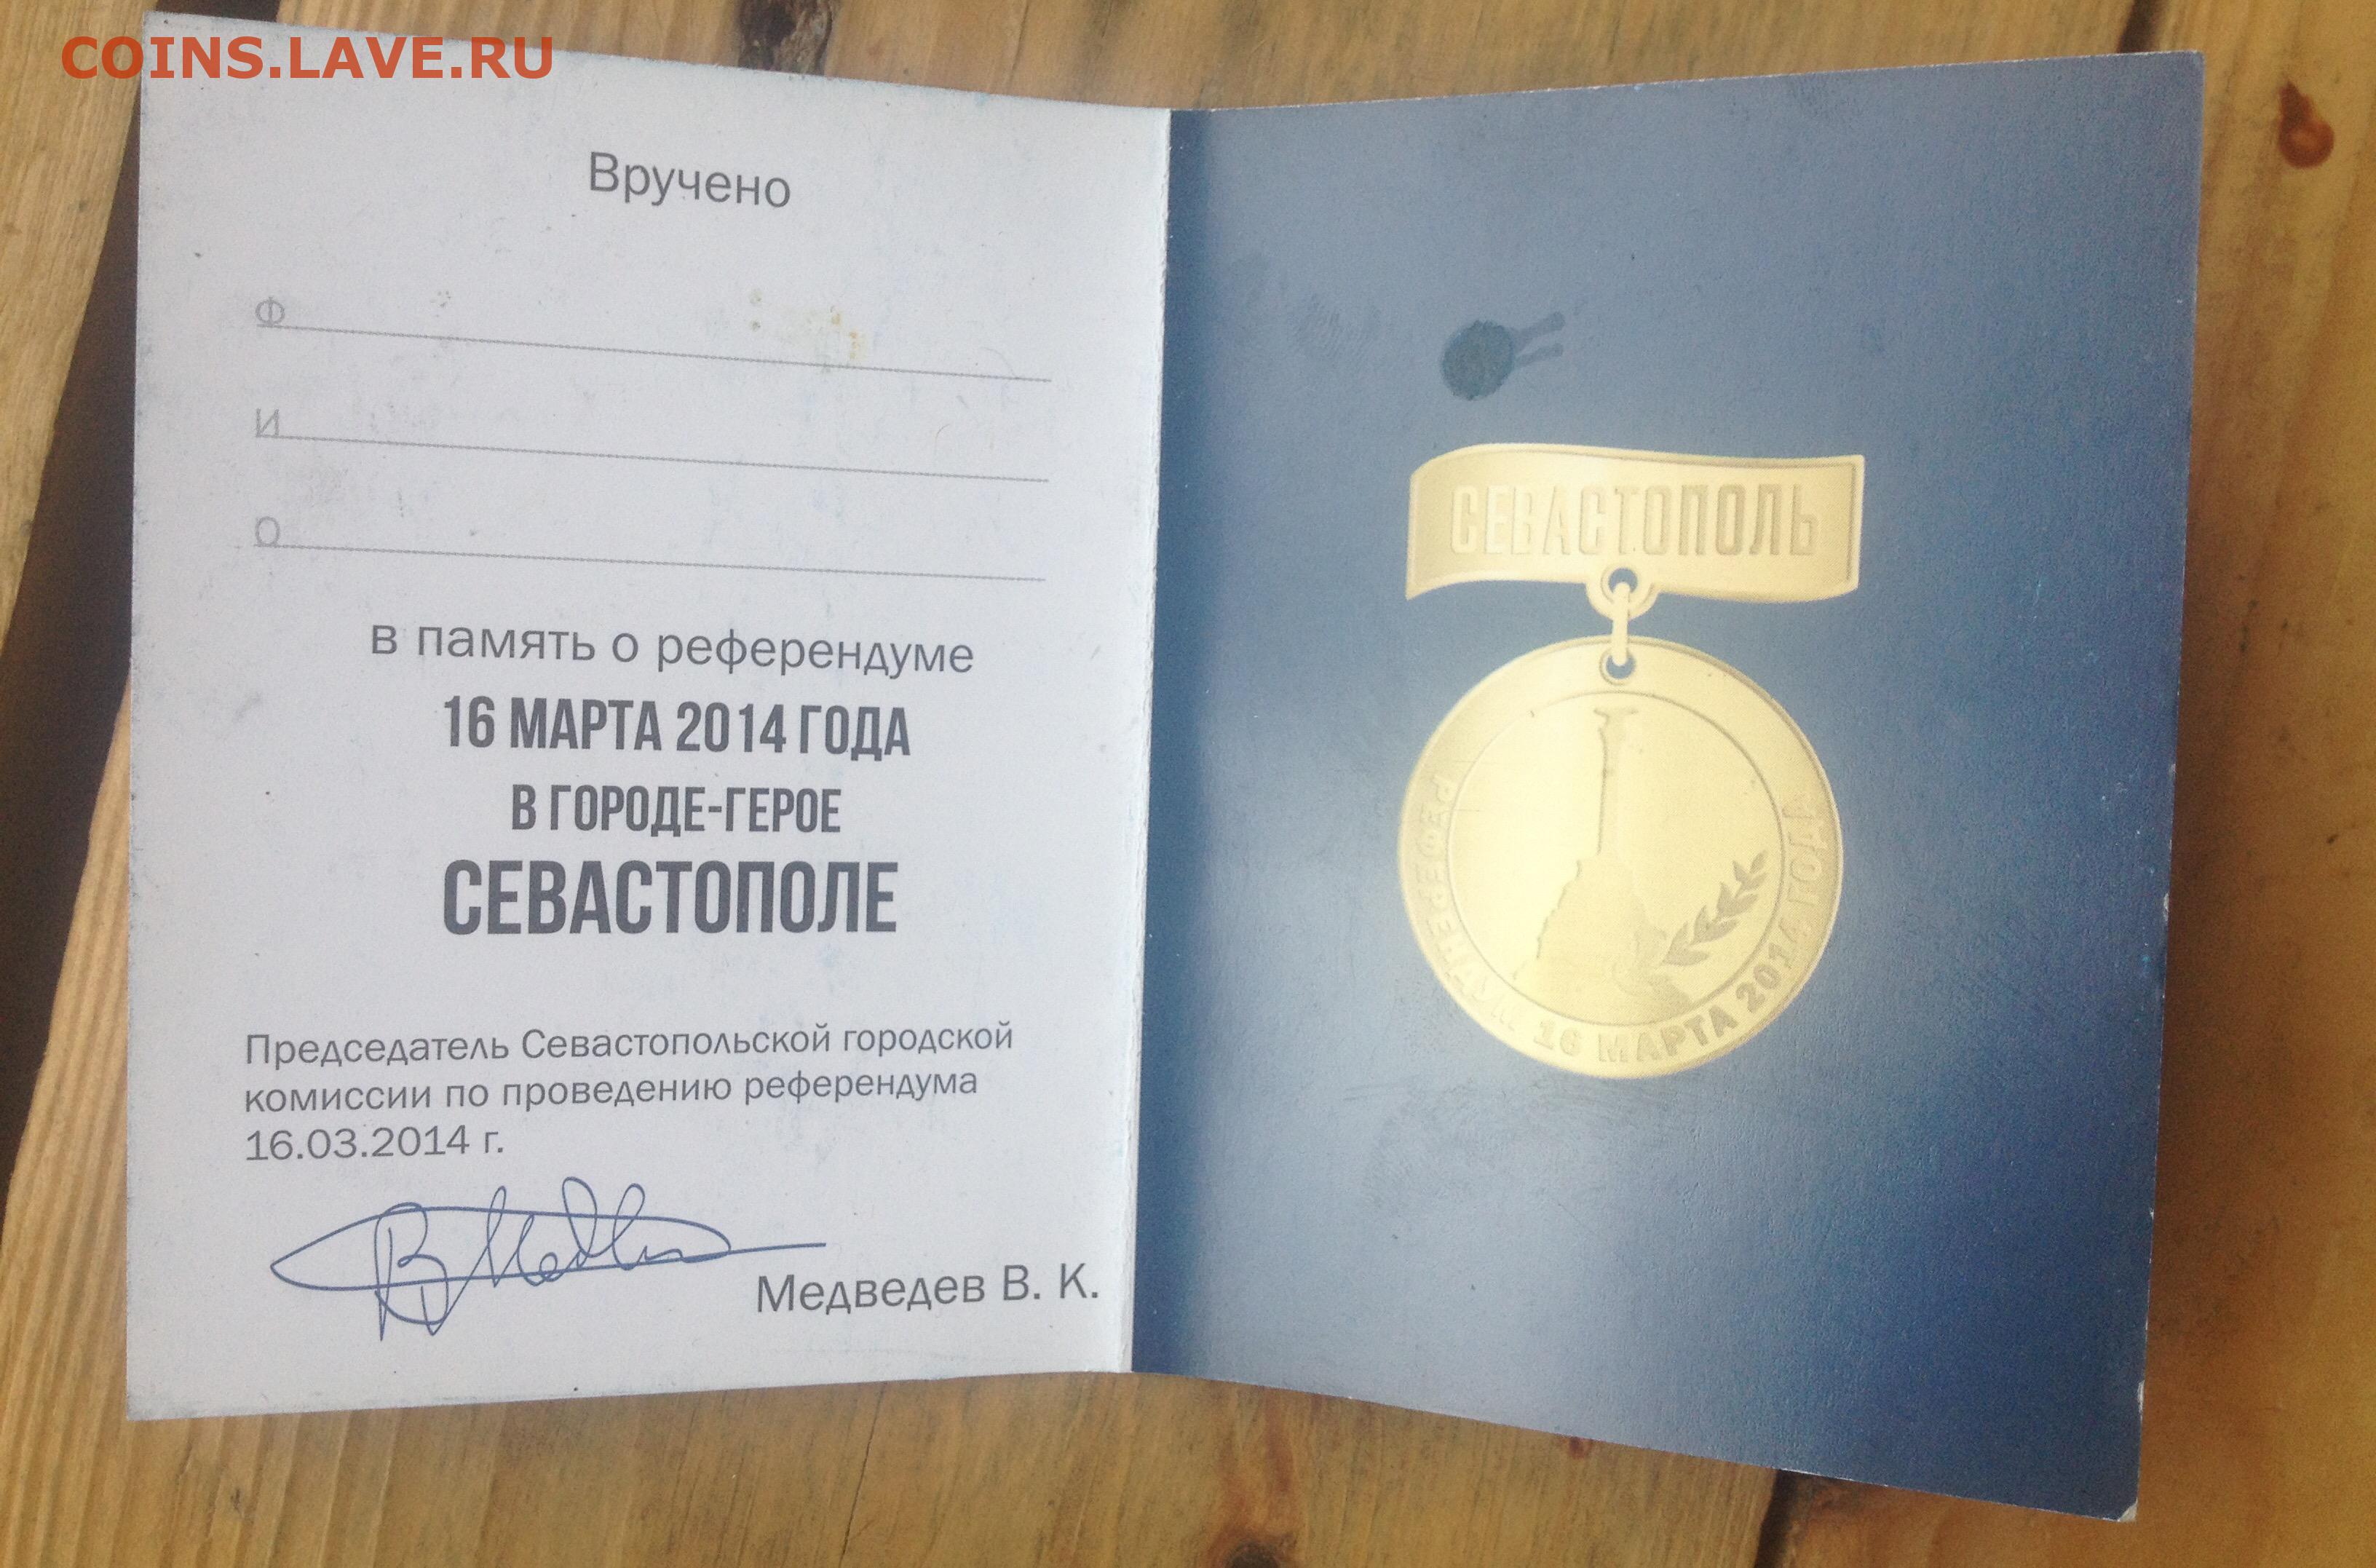 COINS.LAVE.RU
Вручено
Ф
И
О
в память о референдуме
16 МАРТА 2014 ГОДА
В ГОРОДЕ-ГЕРОЕ
СЕВАСТОПОЛЕ
Председатель Севастопольской городской
комиссии по проведению референдума
16.03.2014 г.
Медведев В. К.
СЕВАСТОПОЛЬ
РЕФЕРЕНДУМ 16 МАРТА 2014 ГОДА